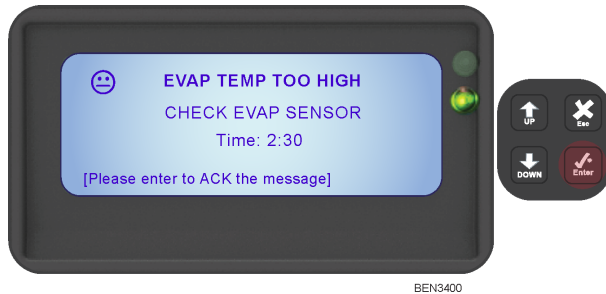 EVAP TEMP TOO HIGH
CHECK EVAP SENSOR
Time: 2:30
[Please enter to ACK the message]
UP
Esc
DOWN
Enter
BEN3400